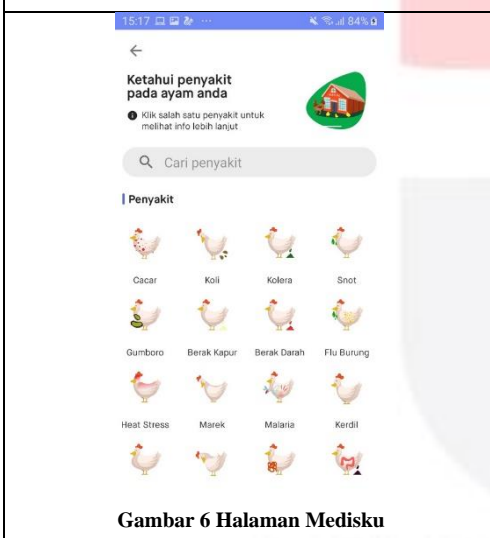 15:17 ... 84%
Ketahui penyakit
pada ayam anda
Klik salah satu penyakit untuk
melihat info lebih lanjut
Cari penyakit
Penyakit
Cacar Koli Kolera Snot
Gumboro Berak Kapur Berak Darah Flu Burung
Heat Stress Marek Malaria Kerdil
Gambar 6 Halaman Medisku